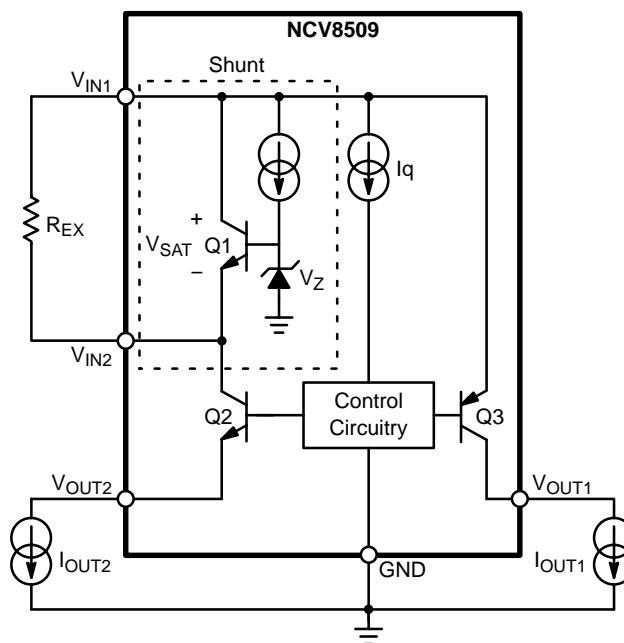 NCV8509
Shunt
VIN1
Iq
REX
+
VSAT
Q1
–
VZ
VIN2
Q2
Control
Circuitry
Q3
VOUT2
VOUT1
IOUT2
GND
IOUT1